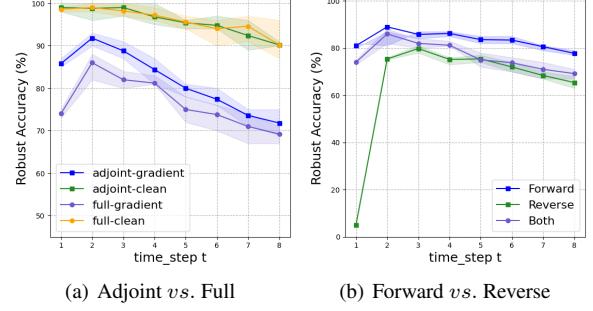 100
90
80
70
60
50
Robust Accuracy (%)
adjoint-gradient
adjoint-clean
full-gradient
full-clean
1 2 3 4 5 6 7 8
time_step t
(a) Adjoint vs. Full
100
80
60
40
20
0
Robust Accuracy (%)
Forward
Reverse
Both
1 2 3 4 5 6 7 8
time_step t
(b) Forward vs. Reverse